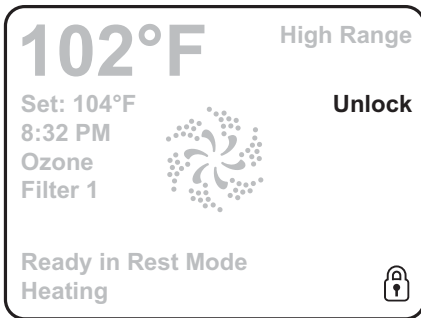 102°F
High Range
Set: 104°F
Unlock
8:32 PM
Ozone
Filter 1
Ready in Rest Mode
Heating